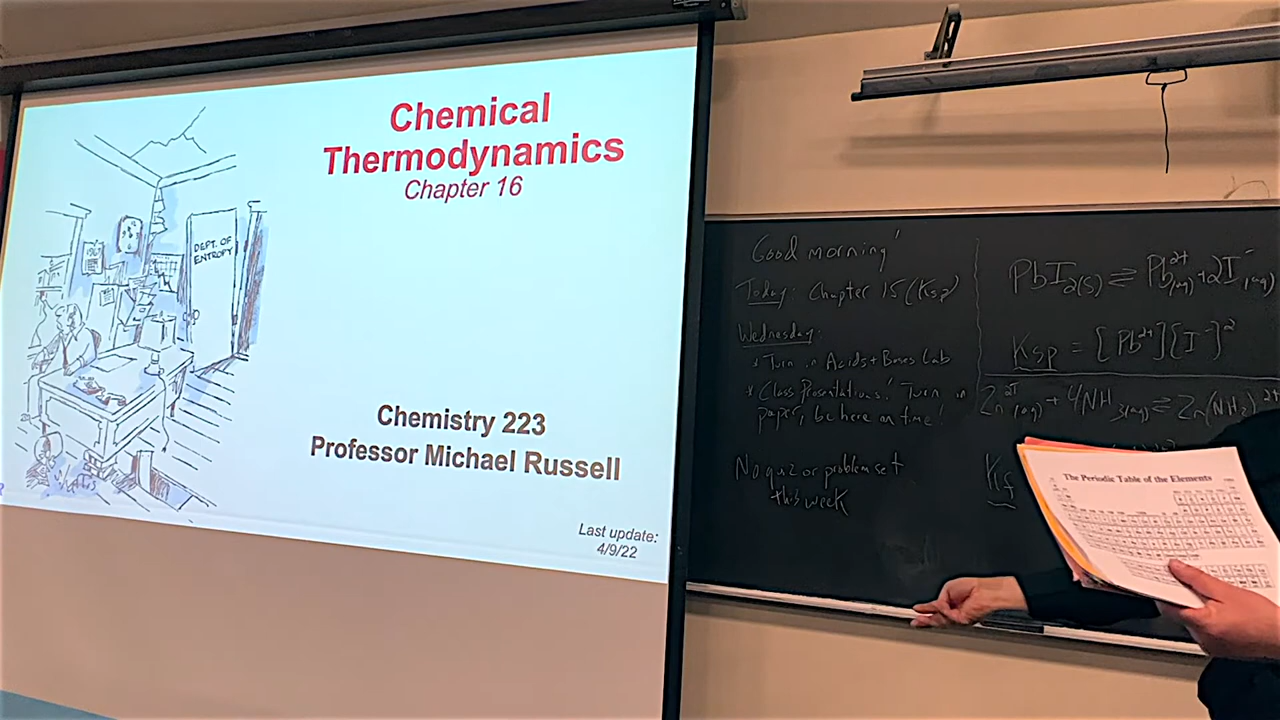 Chemical
Thermodynamics
Chapter 16
DEPT. OF
ENTROPY
Chemistry 223
Professor Michael Russell
Last update:
4/9/22
Good morning!
Today: Chapter 15 (Ksp)
Wednesday:
* Turn in Acids + Bases Lab
* Class Presentations! Turn in
paper, be here on time!
No quiz or problem set
this week
PbI2(s) ⇌ Pb2+(aq) + 2I-(aq)
Ksp = [Pb2+][I-]2
Zn2+(aq) + 4NH3(aq) ⇌ Zn(NH3)2+
Kf
The Periodic Table of the Elements